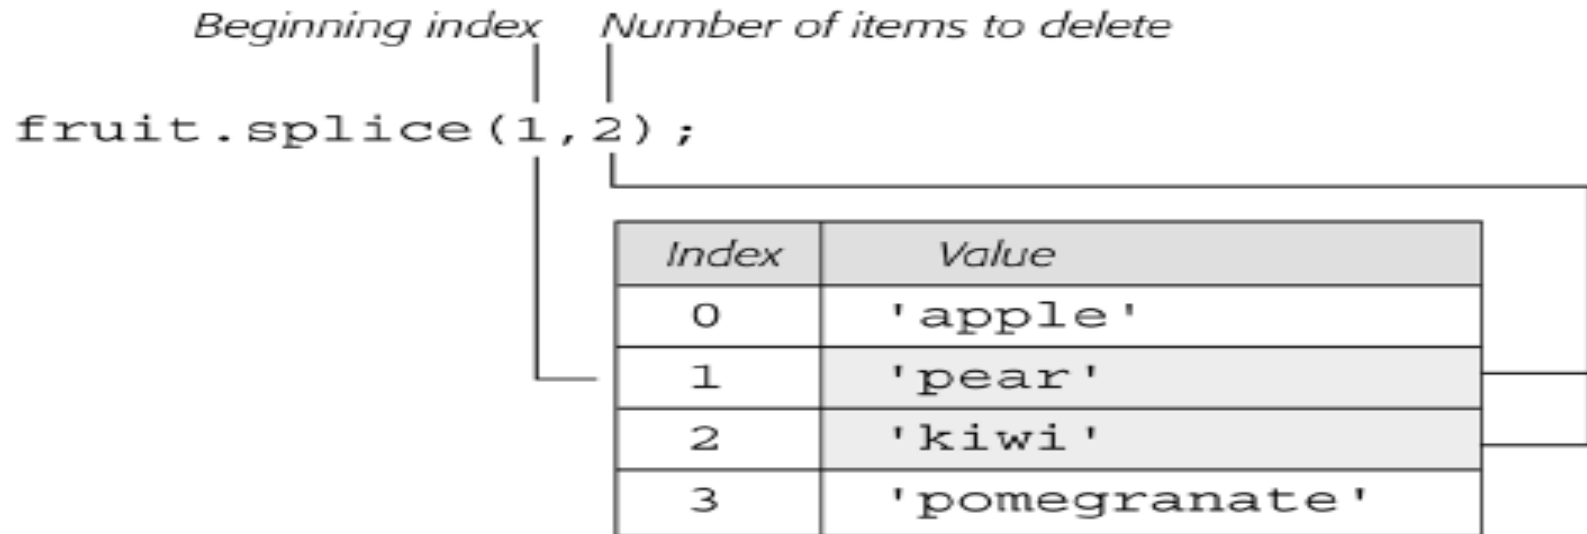 Beginning index Number of items to delete
fruit.splice(1,2);
Index Value
0 'apple'
1 'pear'
2 'kiwi'
3 'pomegranate'